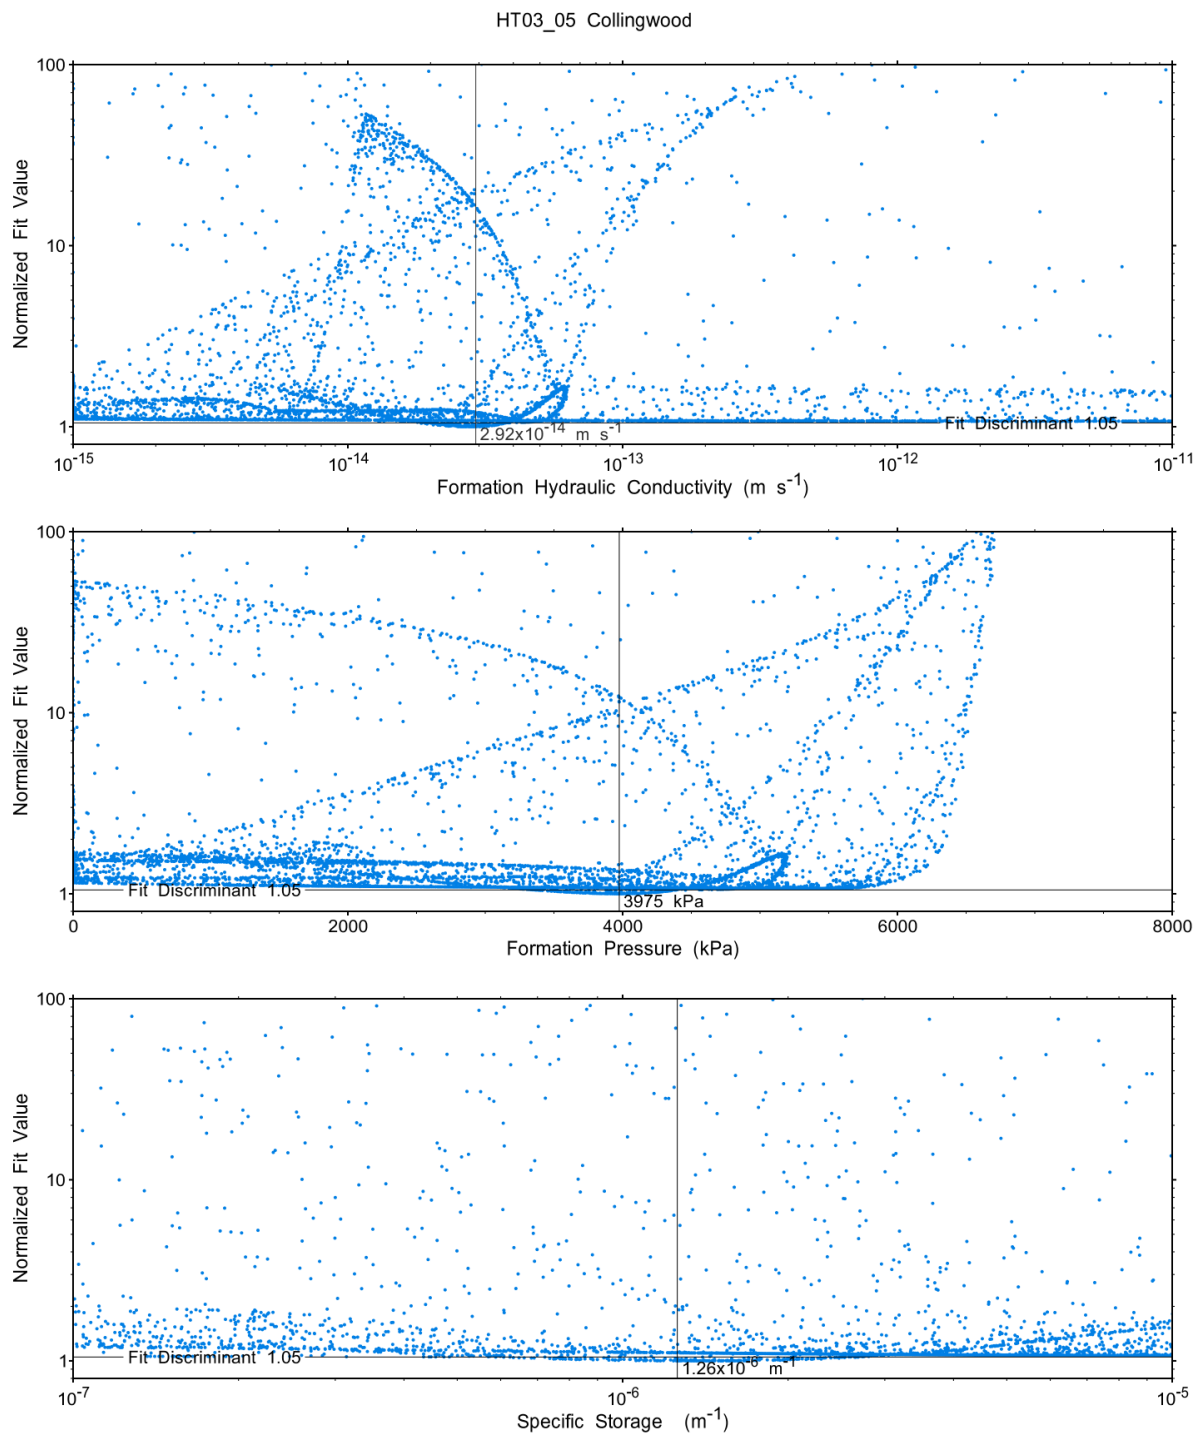 HT03_05 Collingwood
100
10
1
Normalized Fit Value
Fit Discriminant 1.05
2.92x10⁻¹⁴ m s⁻¹
10⁻¹⁵ 10⁻¹⁴ 10⁻¹³ 10⁻¹² 10⁻¹¹
Formation Hydraulic Conductivity (m s⁻¹)
100
10
1
Normalized Fit Value
Fit Discriminant 1.05
3975 kPa
0 2000 4000 6000 8000
Formation Pressure (kPa)
100
10
1
Normalized Fit Value
Fit Discriminant 1.05
1.26x10⁻⁶ m⁻¹
10⁻⁷ 10⁻⁶ 10⁻⁵
Specific Storage (m⁻¹)